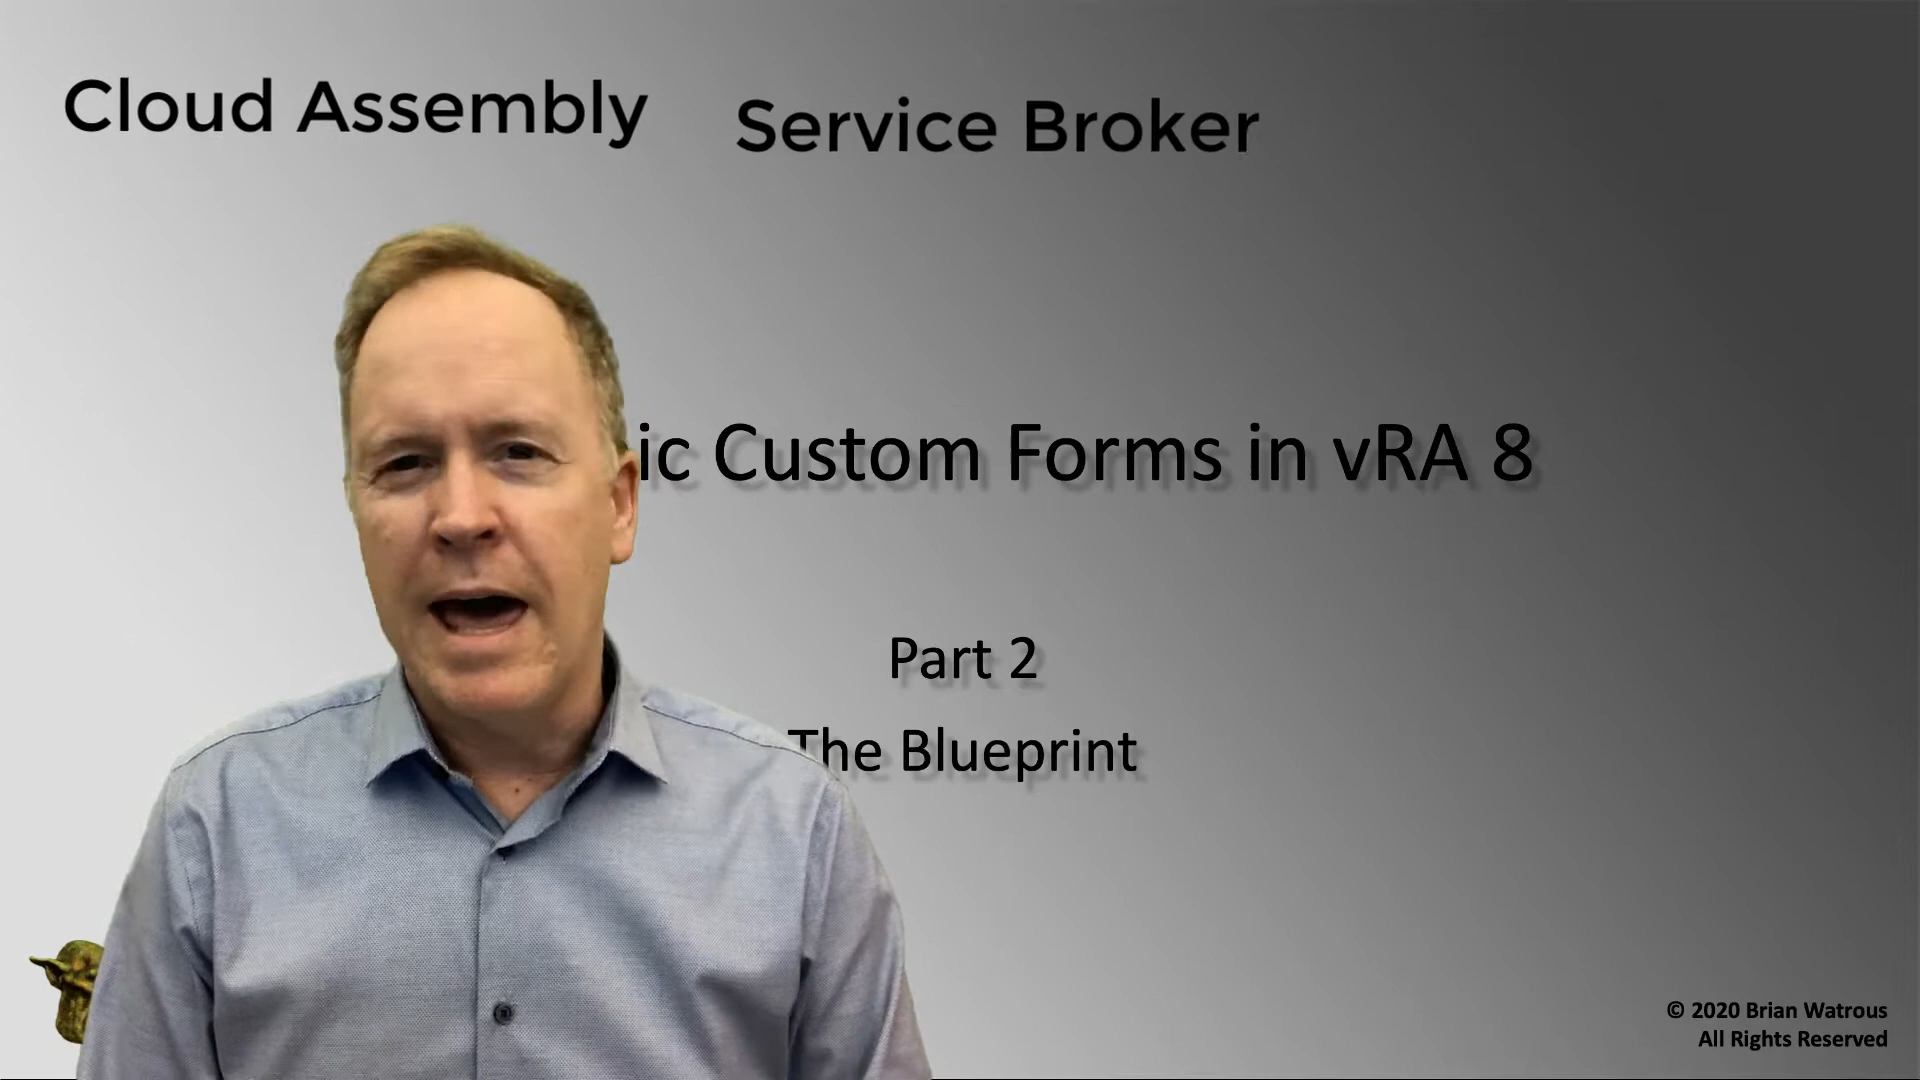 Cloud Assembly
Service Broker
ic Custom Forms in vRA 8
Part 2
The Blueprint
© 2020 Brian Watrous
All Rights Reserved